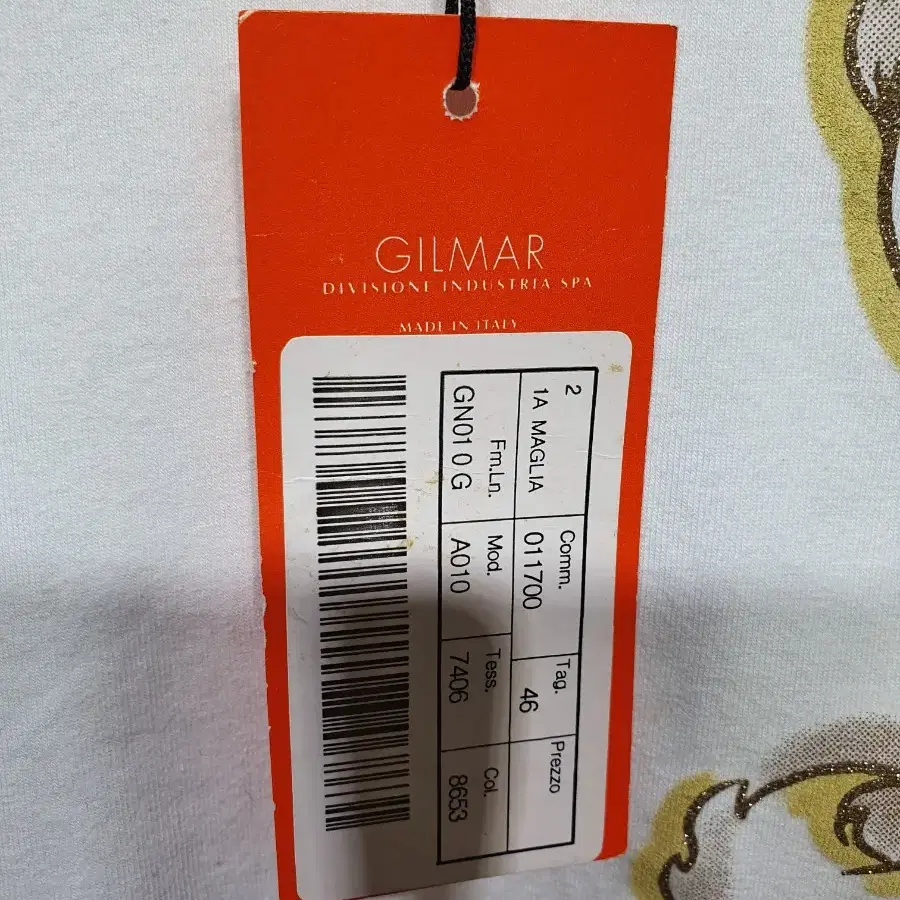 GILMAR
DIVISIONE INDUSTRIA SPA
MADE IN ITALY
2
1A MAGLIA
Comm.
011700
Tag.
46
Prezzo
Fm.Ln.
GN01 0 G
Mod.
A010
Tess.
7406
Col.
8653